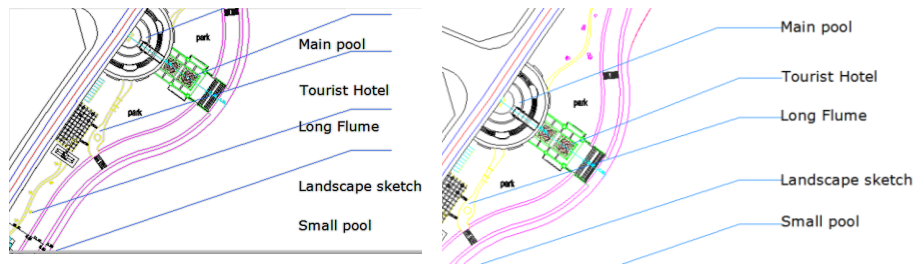 park
Main pool
Tourist Hotel
park
Long Flume
Landscape sketch
Small pool
Main pool
Tourist Hotel
park
Long Flume
park
Landscape sketch
Small pool